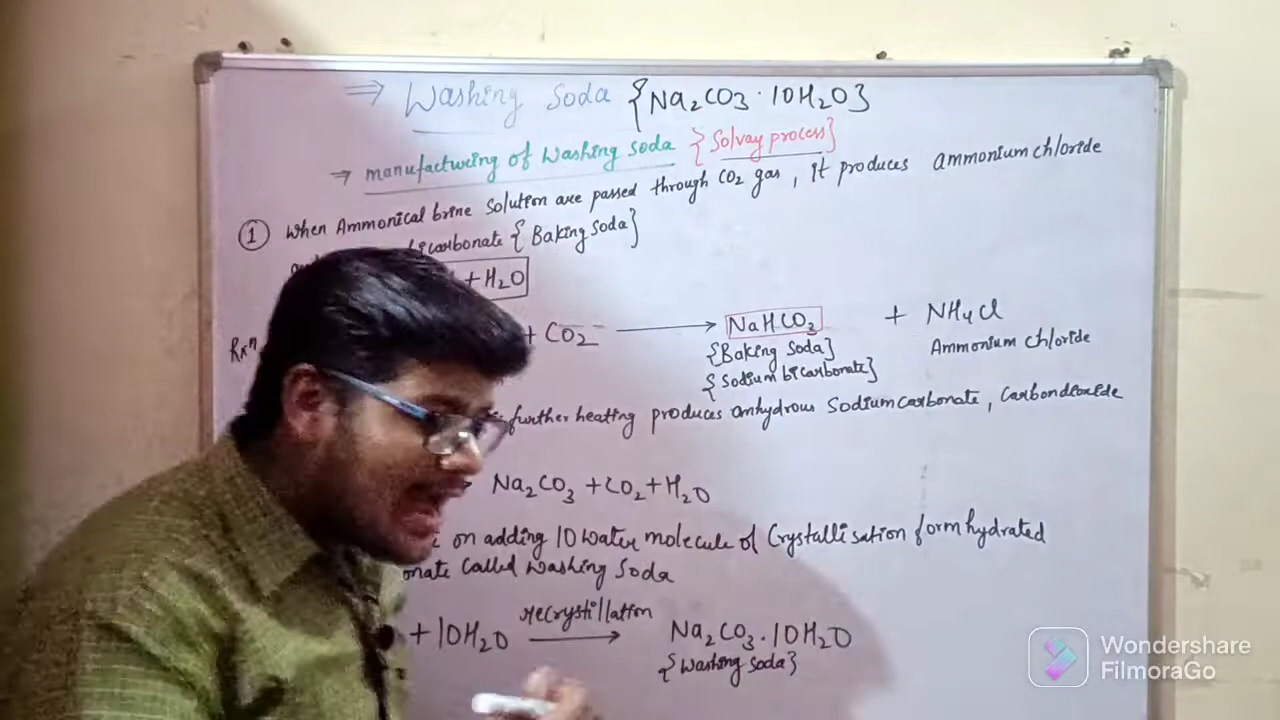 ⇒ Washing Soda {Na2CO3·10H2O}
→ manufacturing of Washing soda {Solvay process}
① When Ammonical brine solution are passed through CO2 gas, it produces ammonium chloride
bicarbonate {Baking Soda}
+ H2O
Rxn + CO2 ⟶ NaHCO3 + NH4Cl
{Baking Soda} Ammonium chloride
{Sodium bicarbonate}
further heating produces anhydrous Sodium carbonate, Carbondioxide
Na2CO3 + CO2 + H2O
on adding 10 water molecule of Crystallisation form hydrated
onate called Washing Soda
recrystillation
+ 10H2O ⟶ Na2CO3·10H2O
{Washing Soda}
Wondershare
FilmoraGo